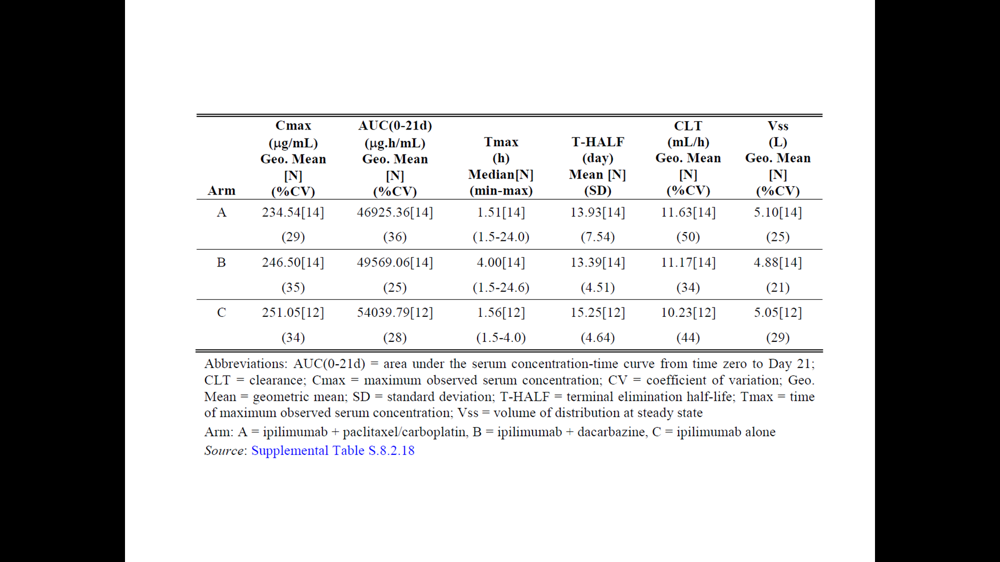 Arm Cmax (μg/mL) Geo. Mean [N] (%CV) AUC(0-21d) (μg.h/mL) Geo. Mean [N] (%CV) Tmax (h) Median[N] (min-max) T-HALF (day) Mean [N] (SD) CLT (mL/h) Geo. Mean [N] (%CV) Vss (L) Geo. Mean [N] (%CV)
A 234.54[14] 46925.36[14] 1.51[14] 13.93[14] 11.63[14] 5.10[14]
(29) (36) (1.5-24.0) (7.54) (50) (25)
B 246.50[14] 49569.06[14] 4.00[14] 13.39[14] 11.17[14] 4.88[14]
(35) (25) (1.5-24.6) (4.51) (34) (21)
C 251.05[12] 54039.79[12] 1.56[12] 15.25[12] 10.23[12] 5.05[12]
(34) (28) (1.5-4.0) (4.64) (44) (29)
Abbreviations: AUC(0-21d) = area under the serum concentration-time curve from time zero to Day 21;
CLT = clearance; Cmax = maximum observed serum concentration; CV = coefficient of variation; Geo.
Mean = geometric mean; SD = standard deviation; T-HALF = terminal elimination half-life; Tmax = time
of maximum observed serum concentration; Vss = volume of distribution at steady state
Arm: A = ipilimumab + paclitaxel/carboplatin, B = ipilimumab + dacarbazine, C = ipilimumab alone
Source: Supplemental Table S.8.2.18